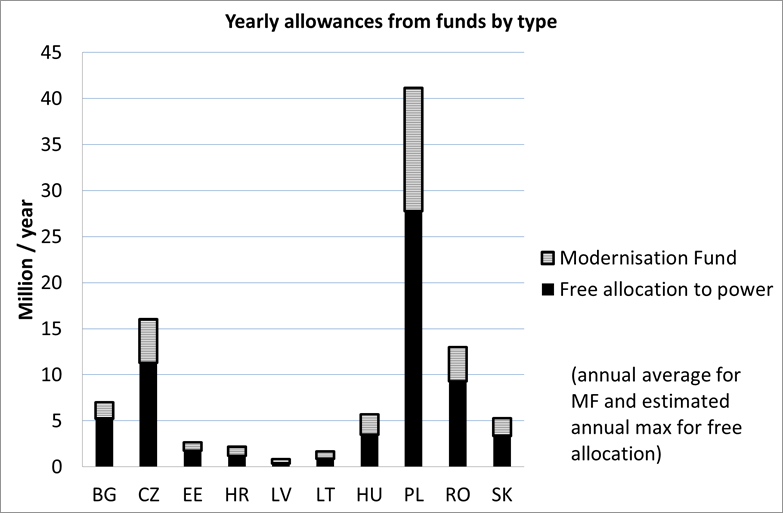 Yearly allowances from funds by type
45
40
35
30
25
20
15
10
5
0
Million / year
BG CZ EE HR LV LT HU PL RO SK
Modernisation Fund
Free allocation to power
(annual average for
MF and estimated
annual max for free
allocation)